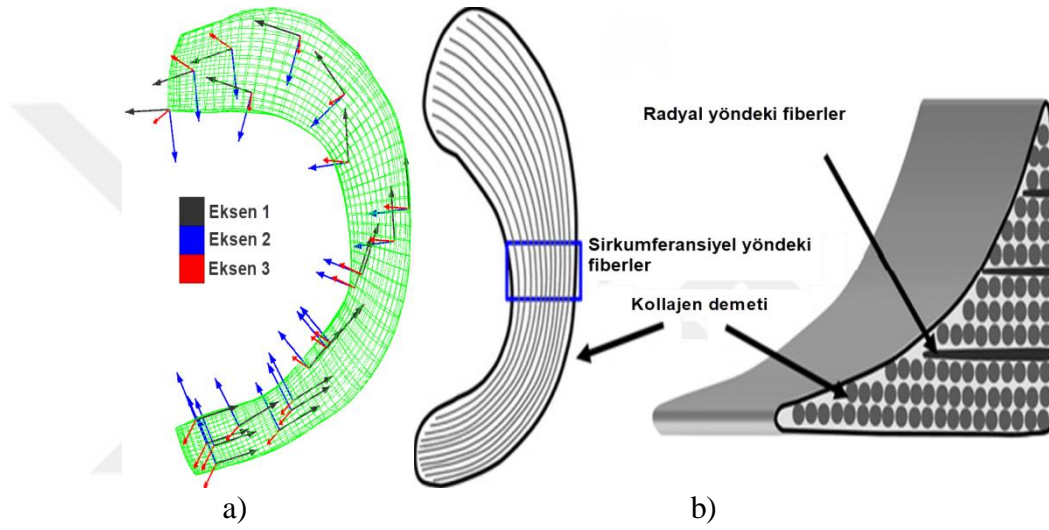 Eksen 1
Eksen 2
Eksen 3
Radyal yöndeki fiberler
Sirkumferansiyel yöndeki
fiberler
Kollajen demeti
a)
b)